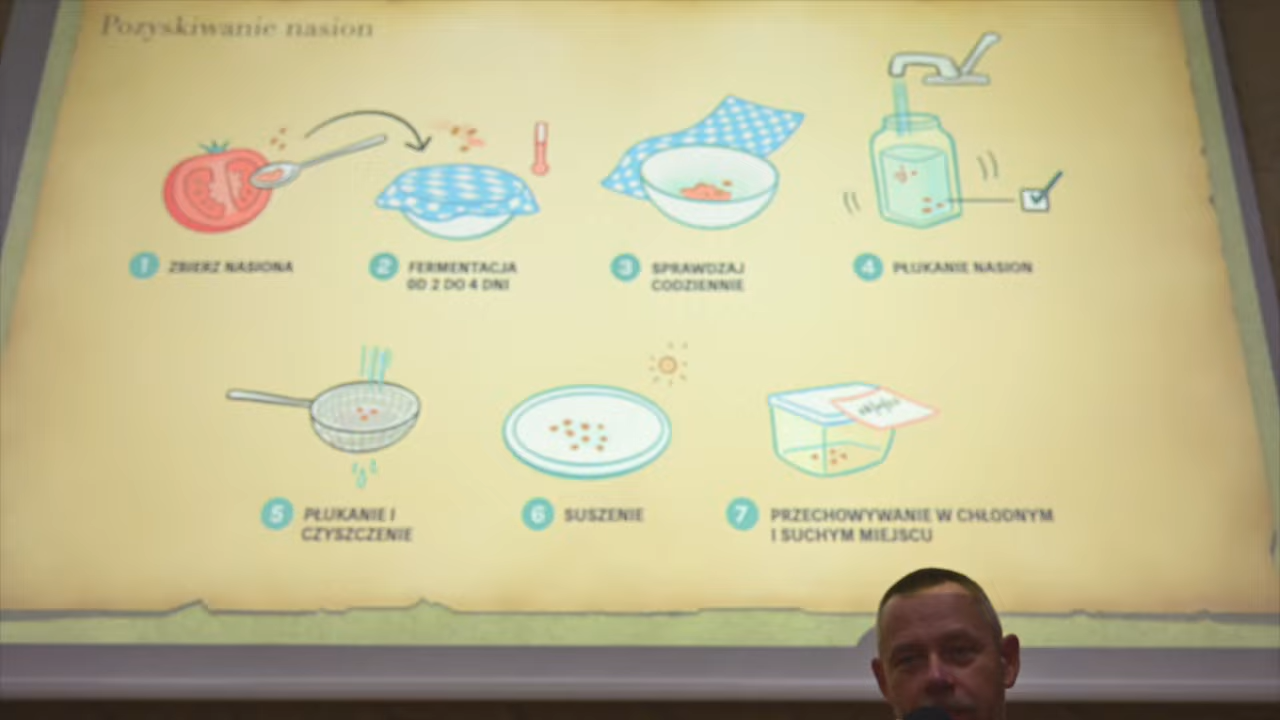 Pozyskiwanie nasion
1 ZBIERZ NASIONA
2 FERMENTACJA
OD 2 DO 4 DNI
3 SPRAWDZAJ
CODZIENNIE
4 PŁUKANIE NASION
5 PŁUKANIE I
CZYSZCZENIE
6 SUSZENIE
7 PRZECHOWYWANIE W CHŁODNYM
I SUCHYM MIEJSCU